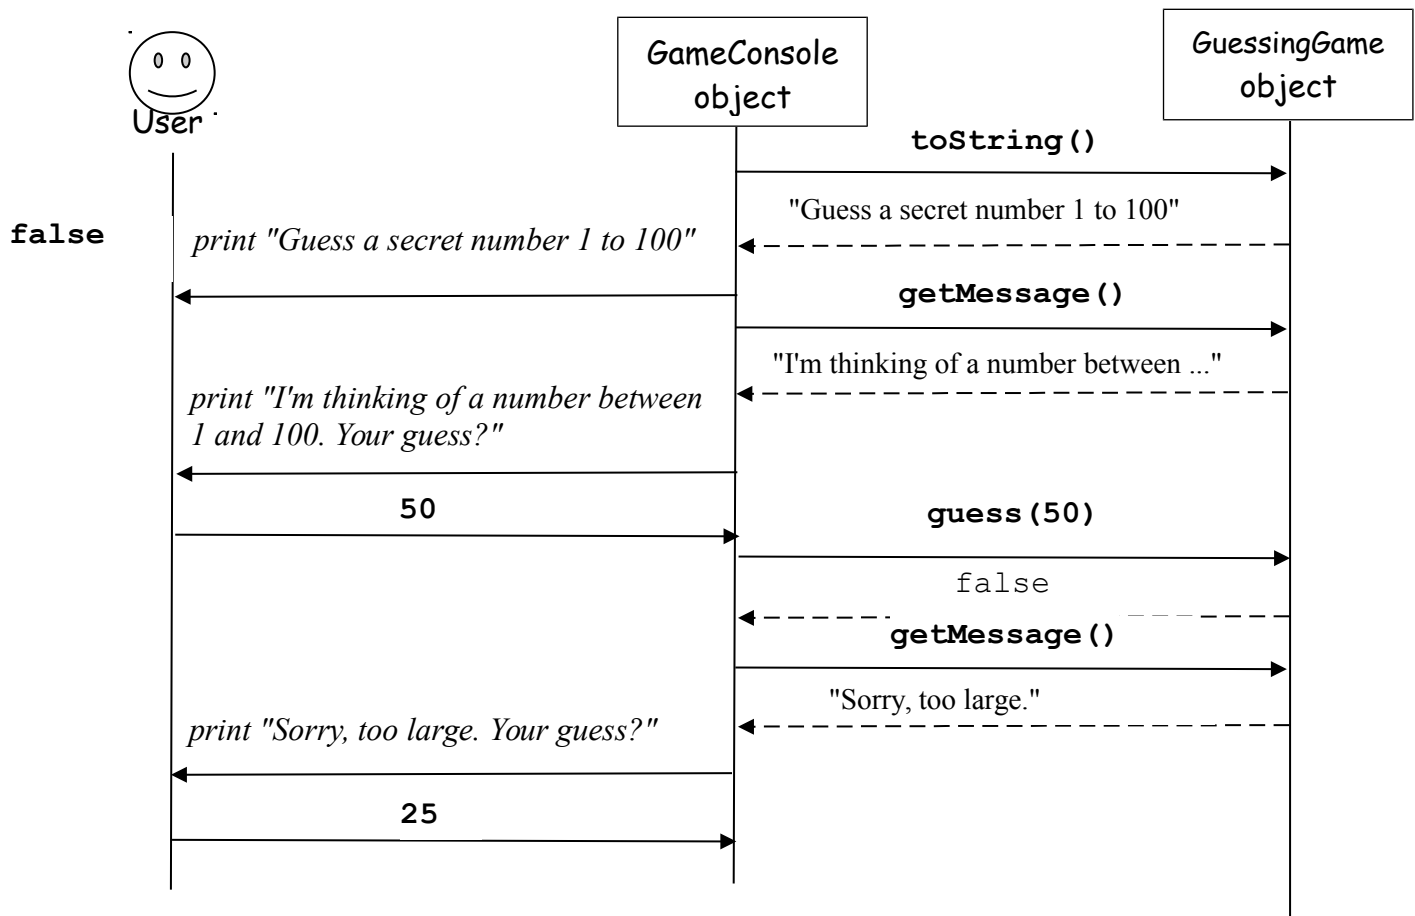 GameConsole
object
GuessingGame
object
User
toString()
"Guess a secret number 1 to 100"
false
print "Guess a secret number 1 to 100"
getMessage()
"I'm thinking of a number between ..."
print "I'm thinking of a number between
1 and 100. Your guess?"
50
guess(50)
false
getMessage()
"Sorry, too large."
print "Sorry, too large. Your guess?"
25